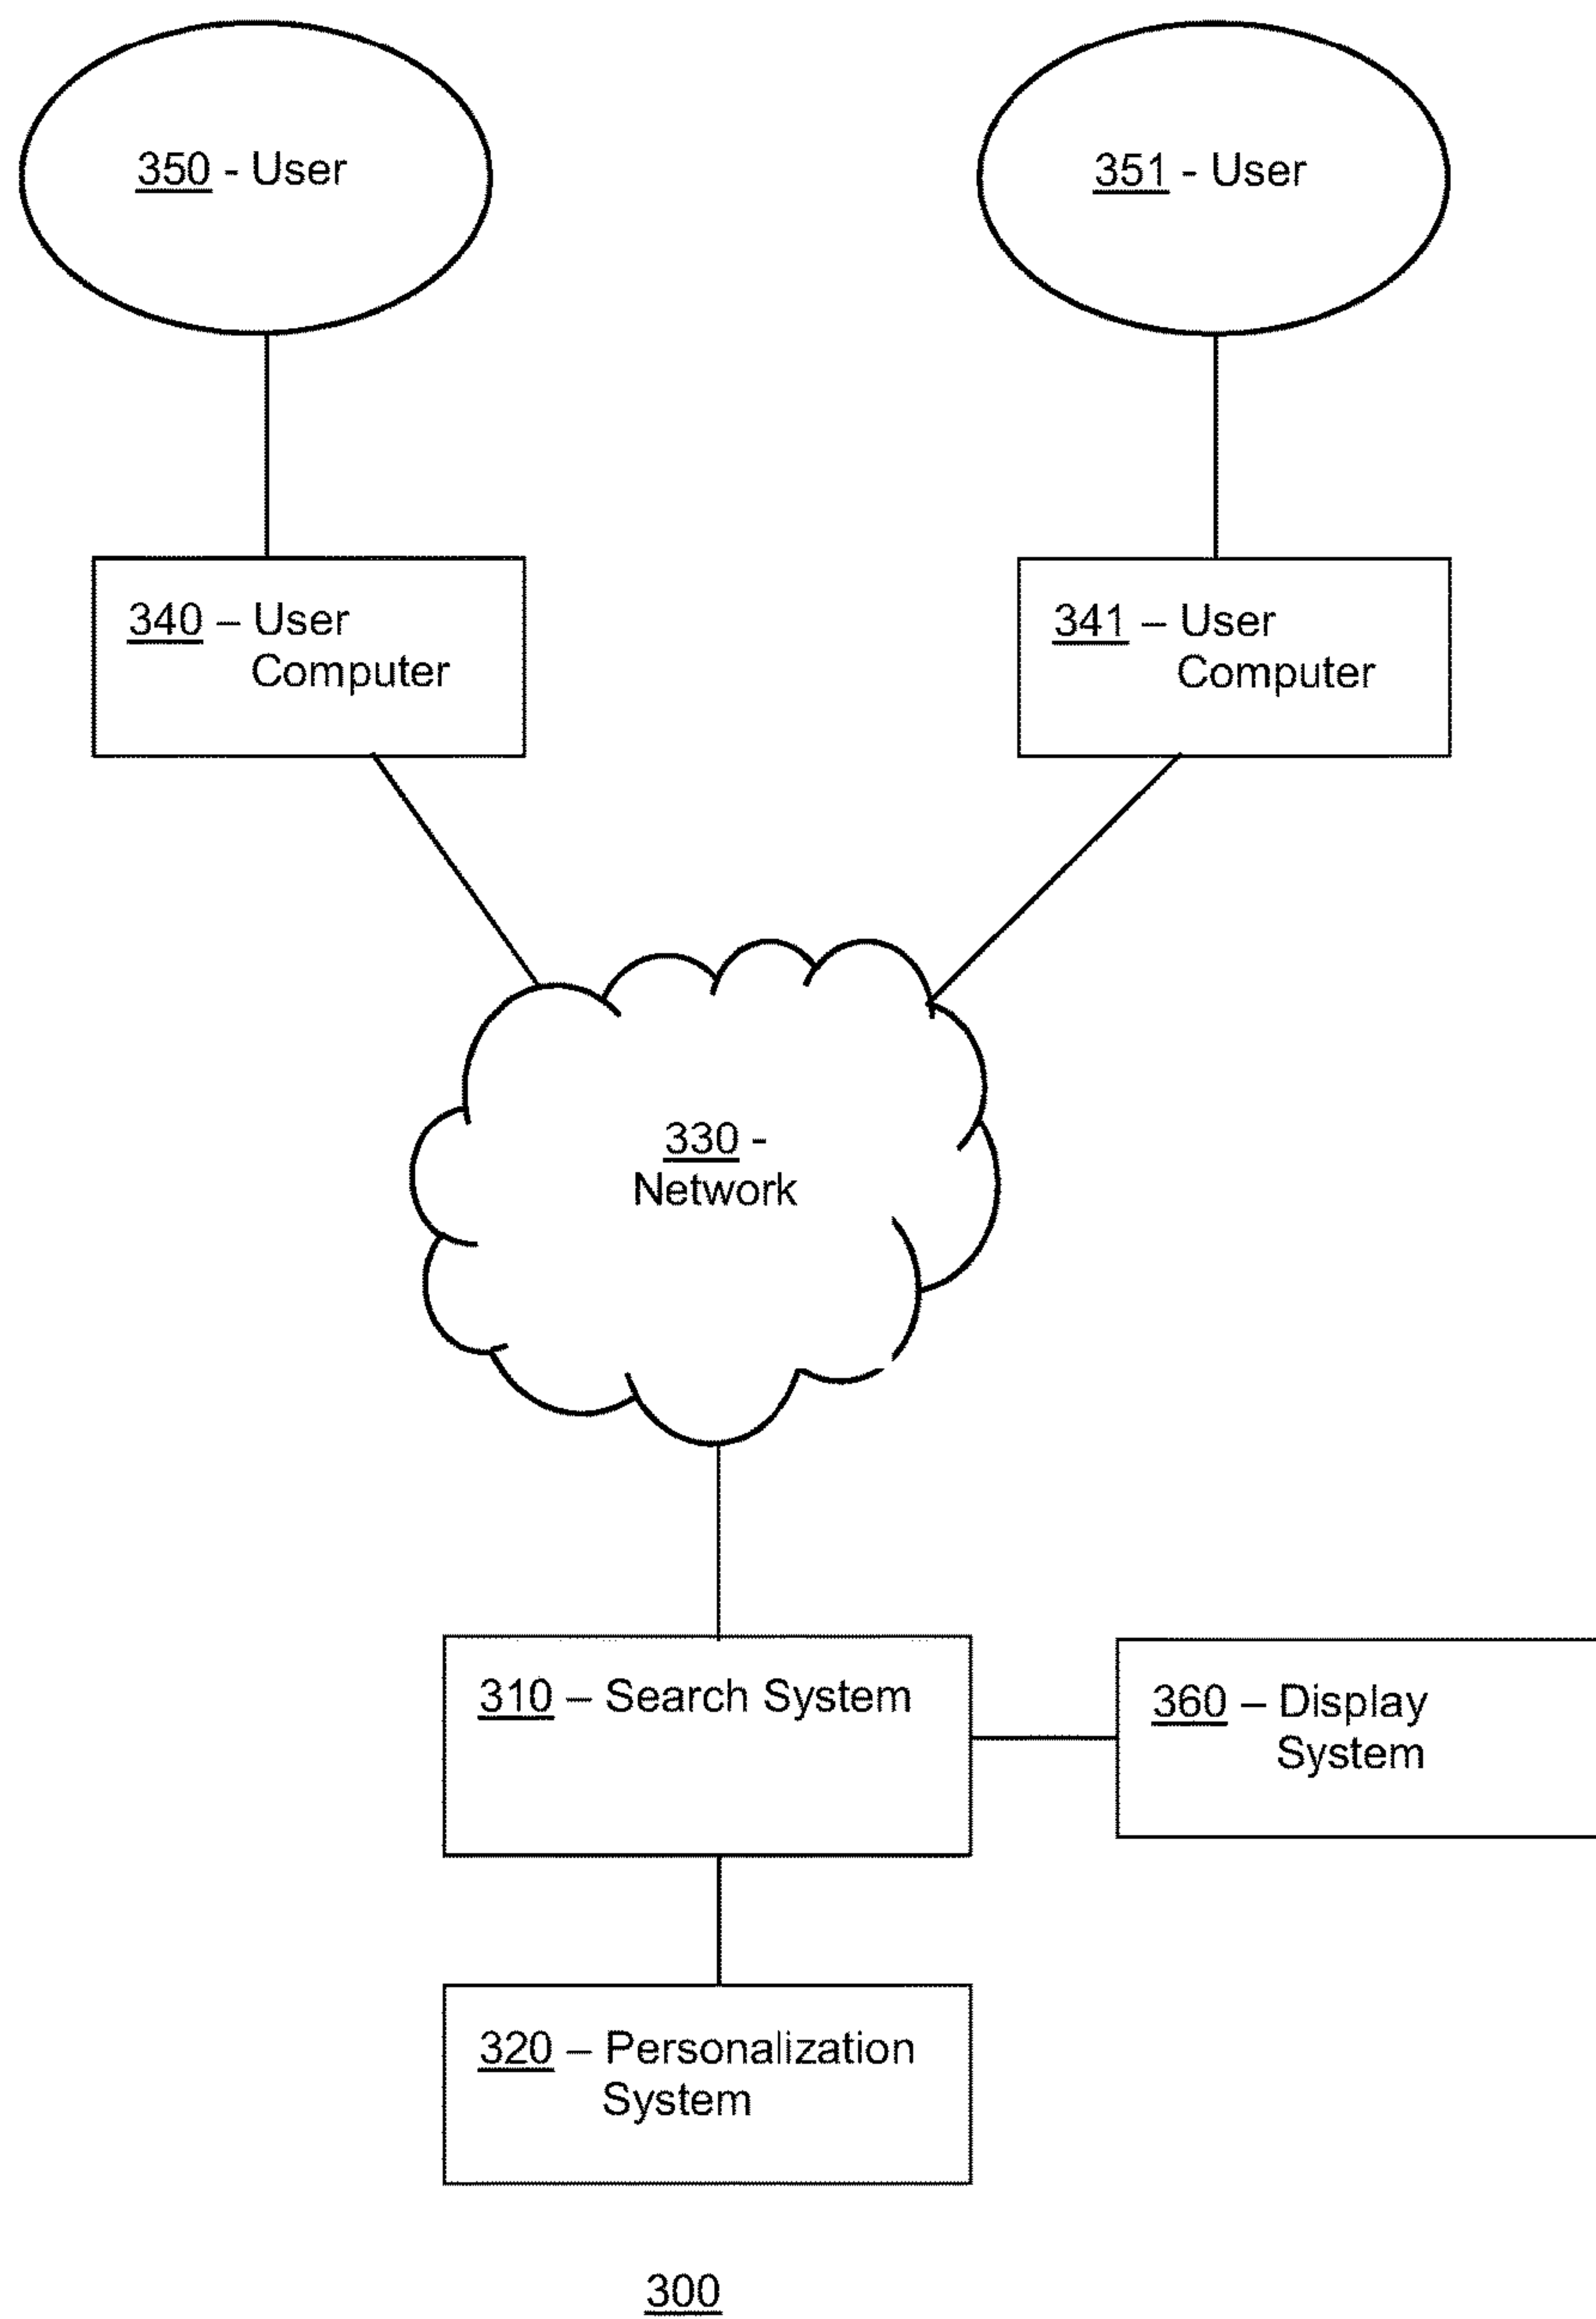 350 - User
351 - User
340 – User
Computer
341 – User
Computer
330 -
Network
310 – Search System
360 – Display
System
320 – Personalization
System
300